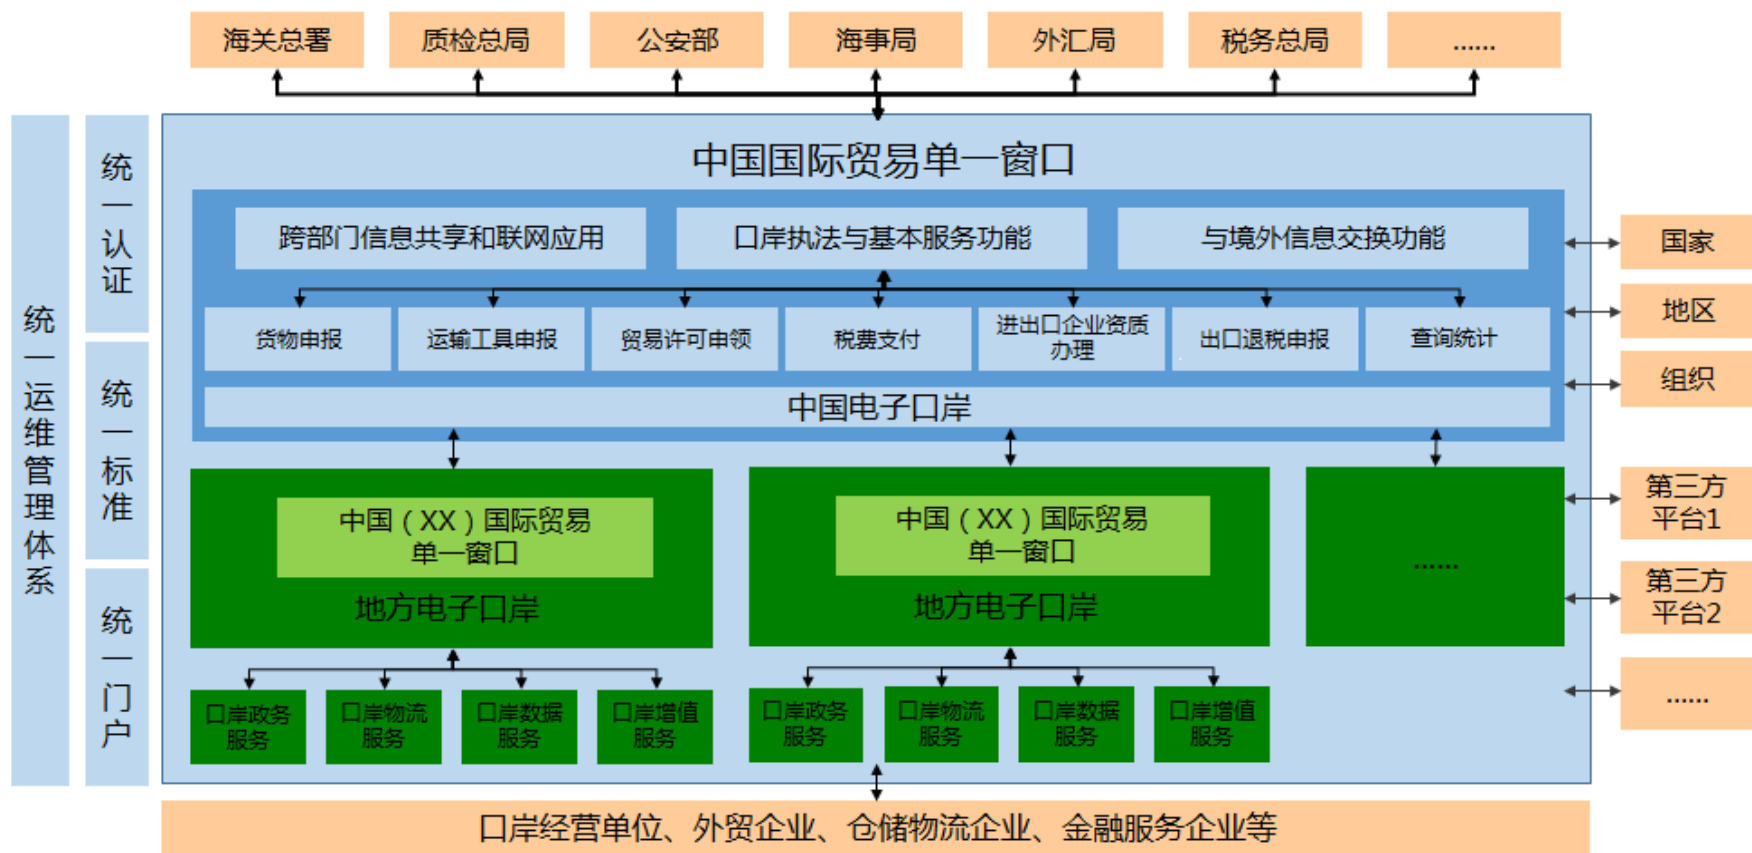 海关总署
质检总局
公安部
海事局
外汇局
税务总局
......
统一运维管理体系
统一认证
统一标准
统一门户
中国国际贸易单一窗口
跨部门信息共享和联网应用
口岸执法与基本服务功能
与境外信息交换功能
货物申报
运输工具申报
贸易许可申领
税费支付
进出口企业资质
办理
出口退税申报
查询统计
中国电子口岸
国家
地区
组织
中国（XX）国际贸易
单一窗口
地方电子口岸
中国（XX）国际贸易
单一窗口
地方电子口岸
......
第三方
平台1
第三方
平台2
......
口岸政务
服务
口岸物流
服务
口岸数据
服务
口岸增值
服务
口岸政务
服务
口岸物流
服务
口岸数据
服务
口岸增值
服务
口岸经营单位、外贸企业、仓储物流企业、金融服务企业等